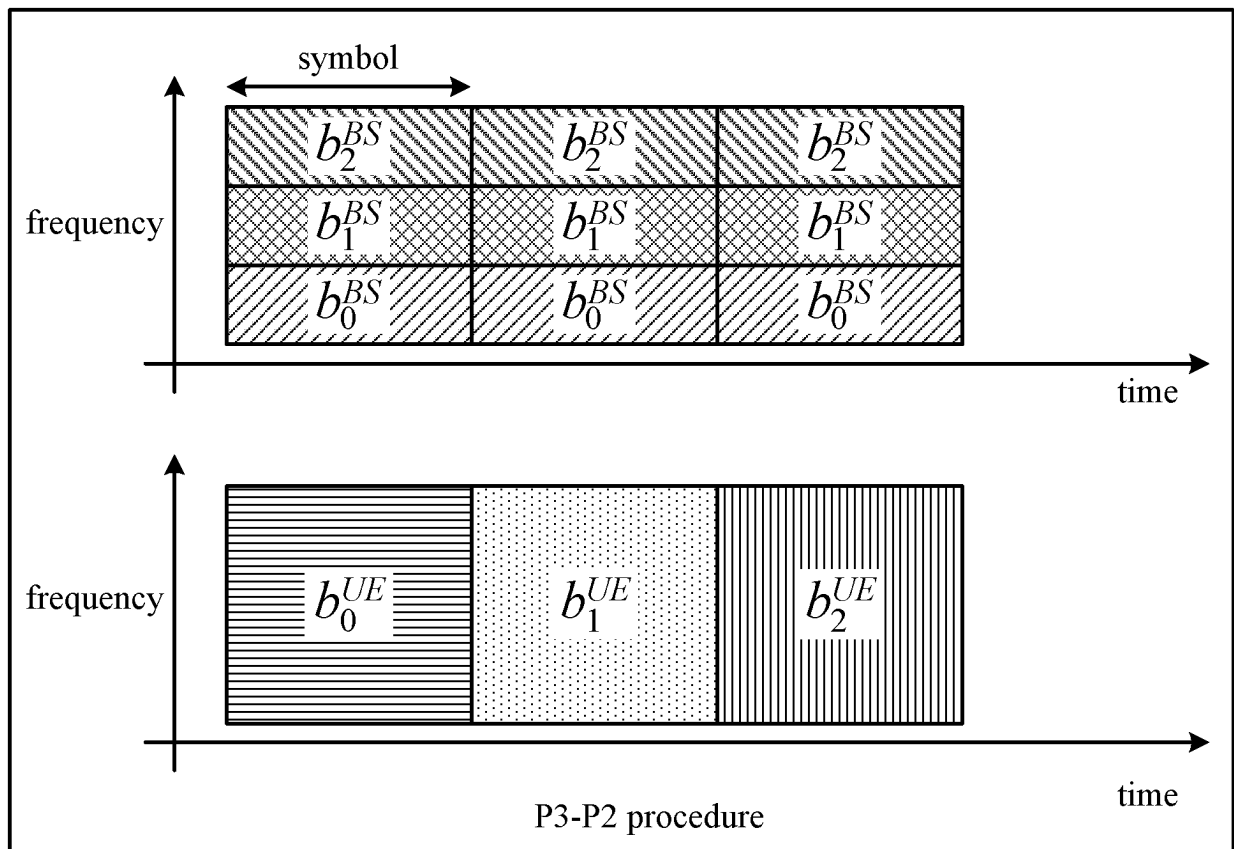 symbol
b_2^{BS} b_2^{BS} b_2^{BS}
frequency
b_1^{BS} b_1^{BS} b_1^{BS}
b_0^{BS} b_0^{BS} b_0^{BS}
time
frequency
b_0^{UE} b_1^{UE} b_2^{UE}
time
P3-P2 procedure